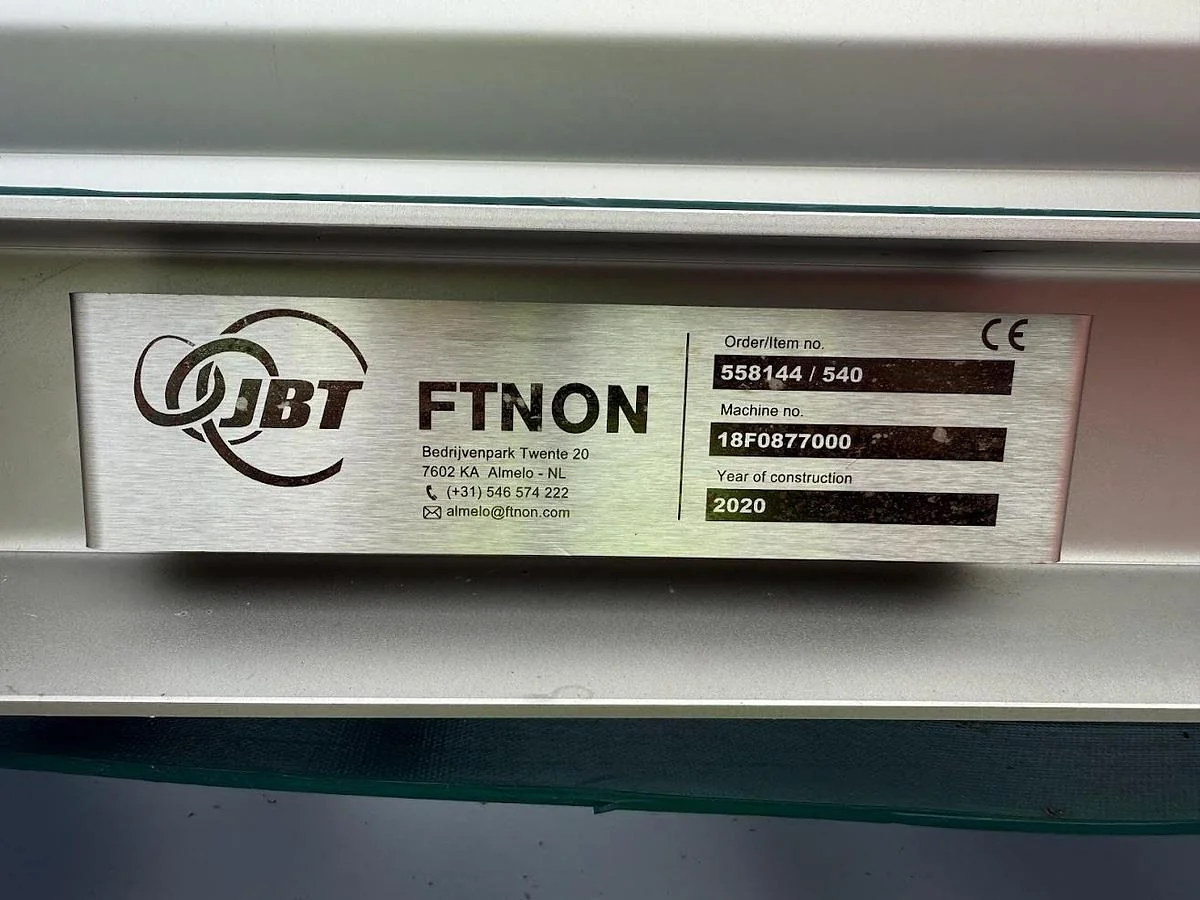 JBT
FTNON
Bedrijvenpark Twente 20
7602 KA Almelo - NL
(+31) 546 574 222
almelo@ftnon.com
CE
Order/Item no.
558144 / 540
Machine no.
18F0877000
Year of construction
2020